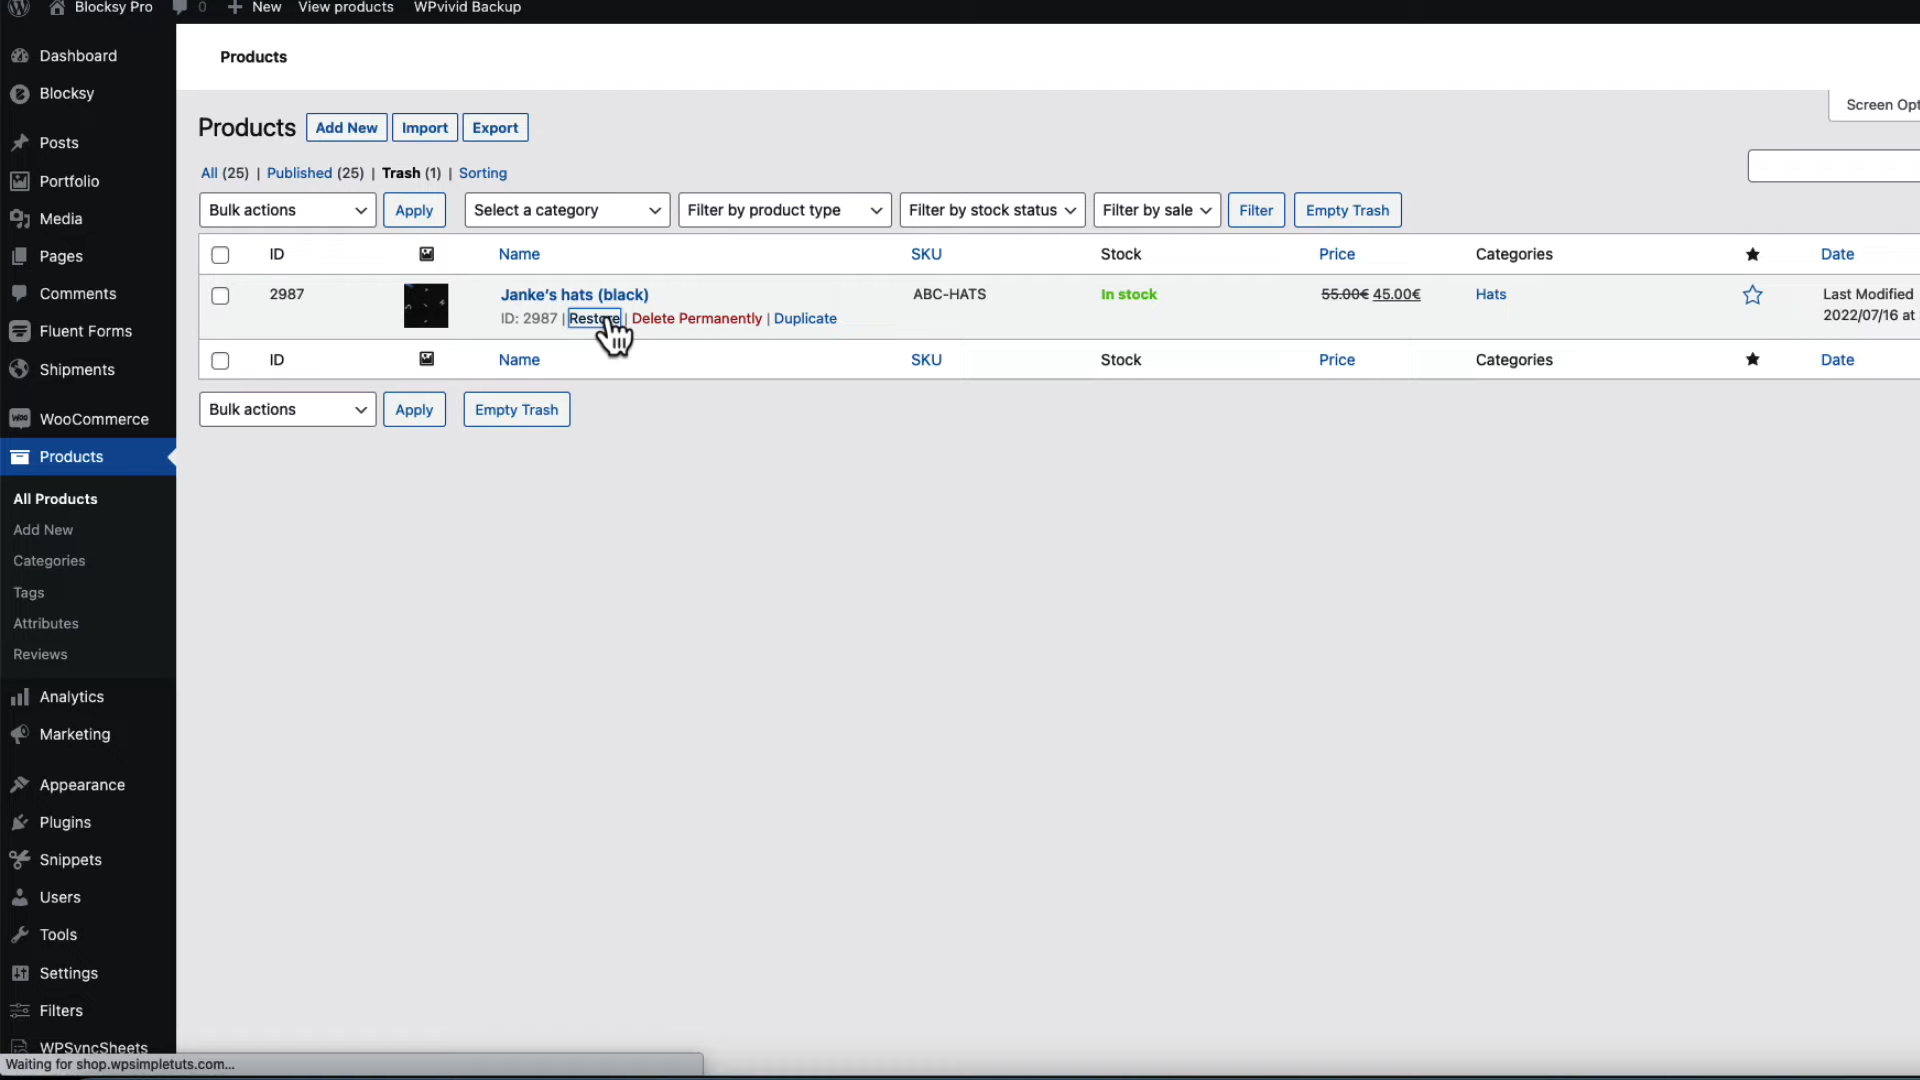 Blocksy Pro 0 New View products WPvivid Backup
Dashboard
Blocksy
Posts
Portfolio
Media
Pages
Comments
Fluent Forms
Shipments
WooCommerce
Products
All Products
Add New
Categories
Tags
Attributes
Reviews
Analytics
Marketing
Appearance
Plugins
Snippets
Users
Tools
Settings
Filters
WPSyncSheets
Products
Screen Opt
Products Add New Import Export
All (25) | Published (25) | Trash (1) | Sorting
Bulk actions Apply Select a category Filter by product type Filter by stock status Filter by sale Filter Empty Trash
ID Name SKU Stock Price Categories Date
2987 Janke's hats (black) ABC-HATS In stock 55.00€ 45.00€ Hats Last Modified
ID: 2987 | Restore | Delete Permanently | Duplicate 2022/07/16 at
ID Name SKU Stock Price Categories Date
Bulk actions Apply Empty Trash
Waiting for shop.wpsimpletuts.com...